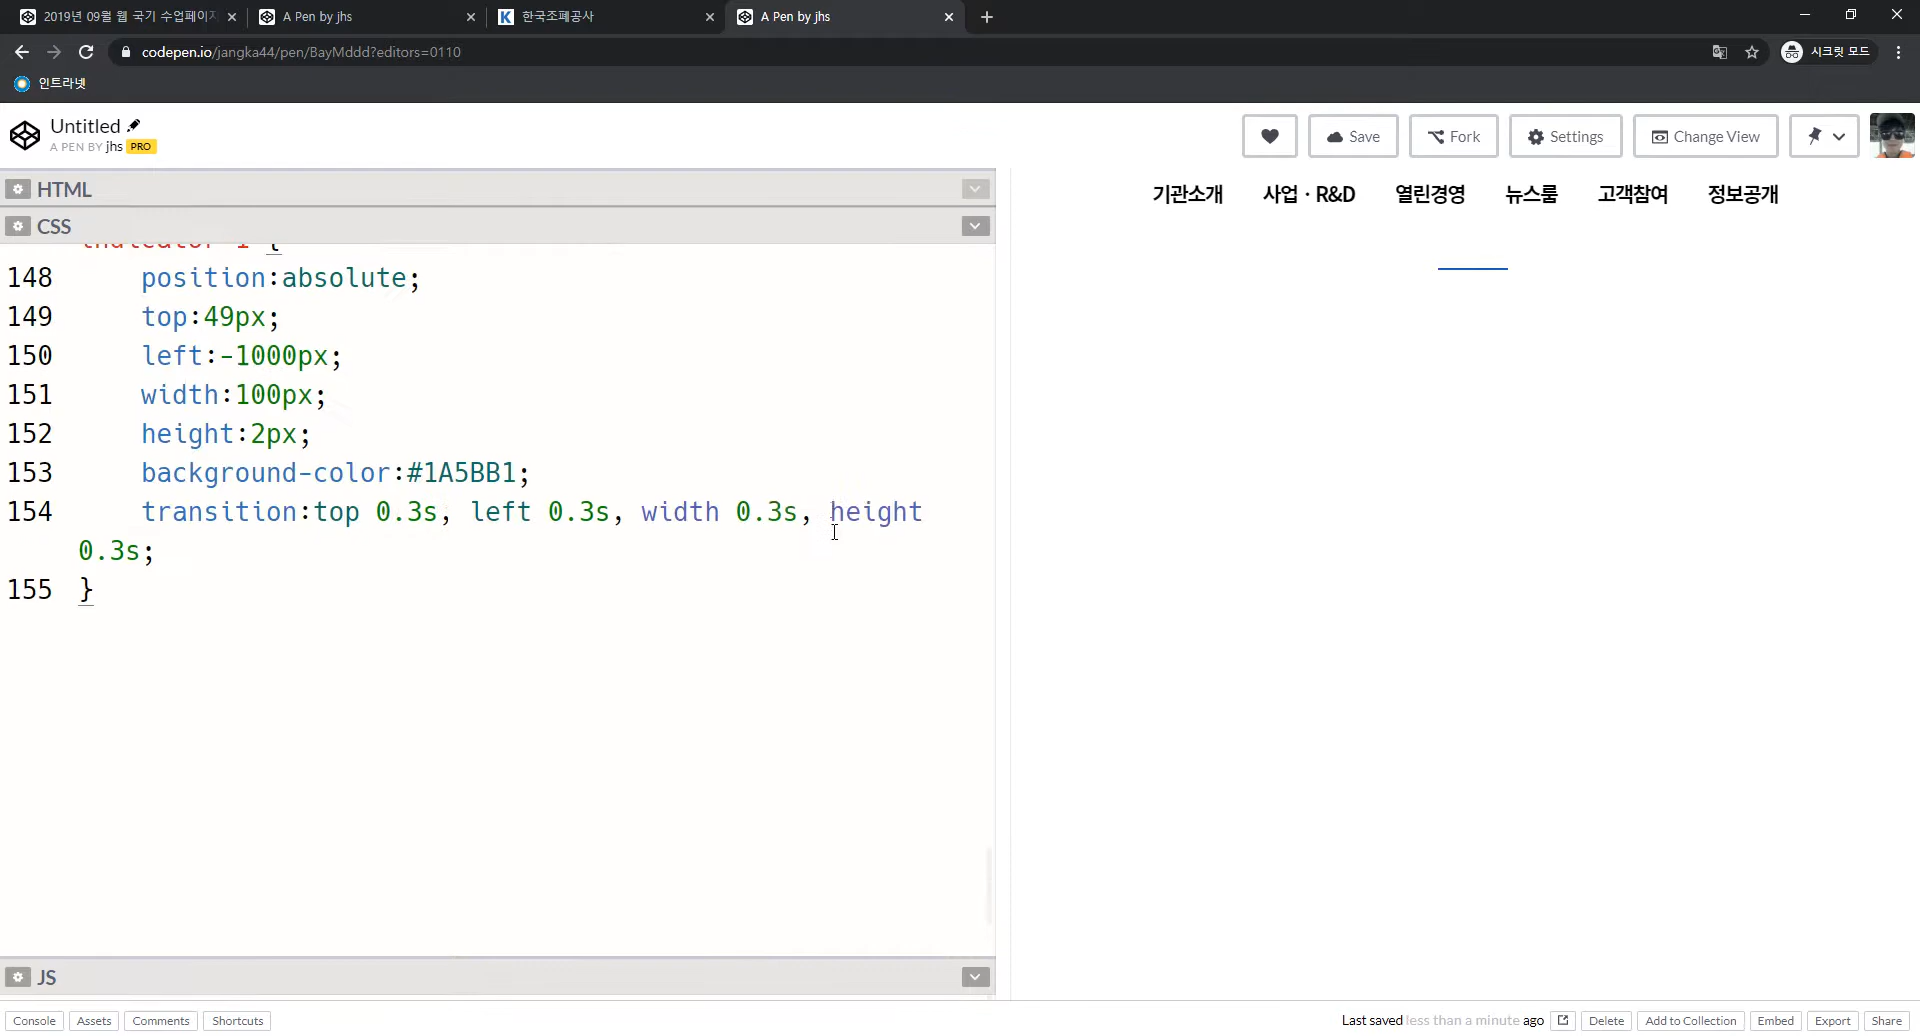 2019년 09월 웹 국기 수업페이지
A Pen by jhs
한국조폐공사
A Pen by jhs
codepen.io/jangka44/pen/BayMddd?editors=0110
시크릿 모드
인트라넷
Untitled
A PEN BY jhs PRO
Save
Fork
Settings
Change View
HTML
CSS
indicator-1 {
148 position:absolute;
149 top:49px;
150 left:-1000px;
151 width:100px;
152 height:2px;
153 background-color:#1A5BB1;
154 transition:top 0.3s, left 0.3s, width 0.3s, height
0.3s;
155 }
JS
기관소개 사업 · R&D 열린경영 뉴스룸 고객참여 정보공개
Console Assets Comments Shortcuts
Last saved less than a minute ago Delete Add to Collection Embed Export Share